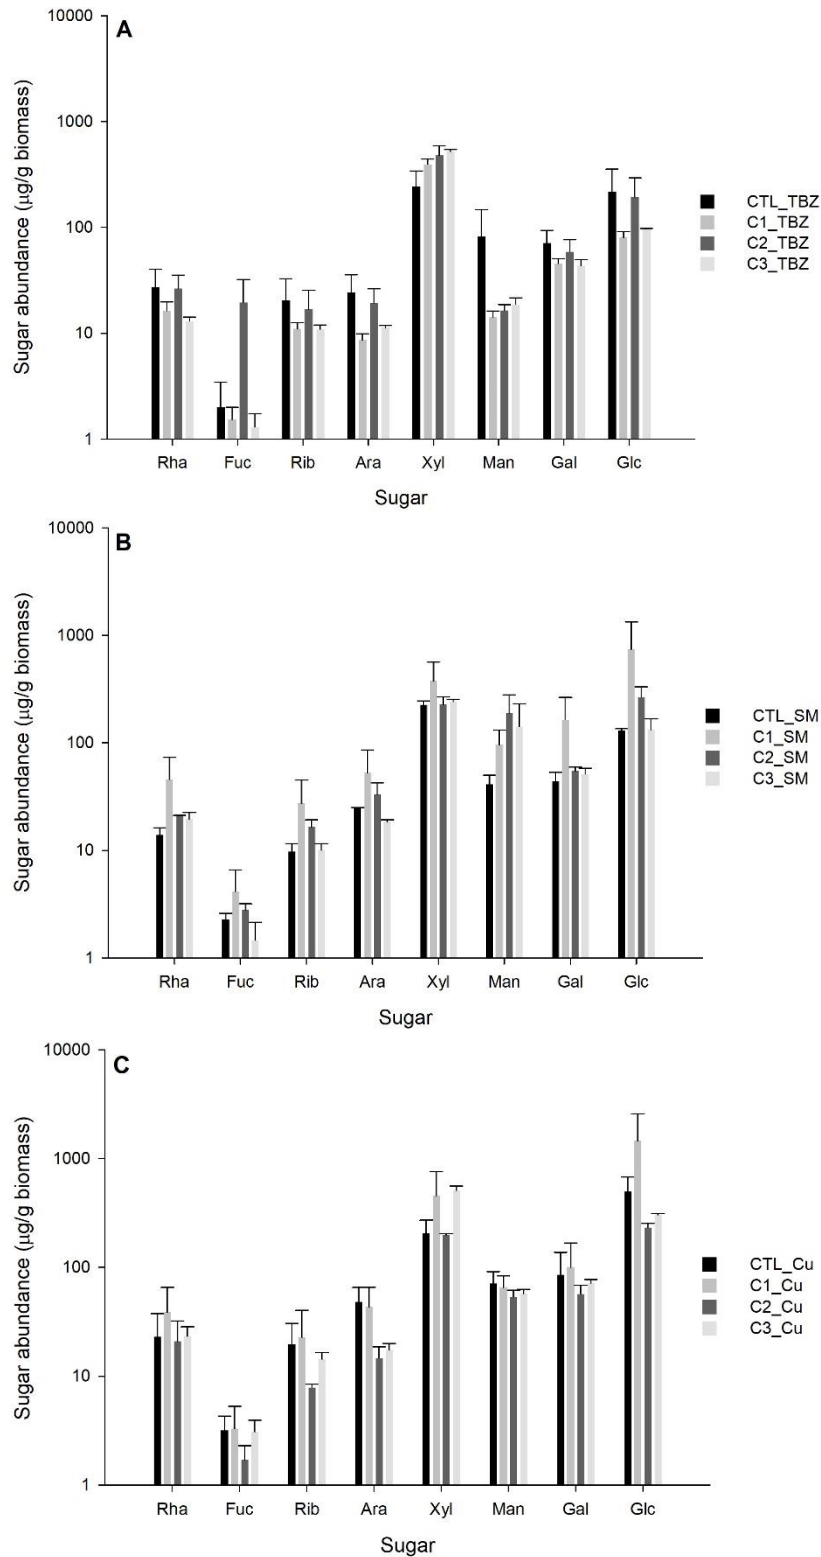 A
10000
1000
100
10
1
Sugar abundance (µg/g biomass)
Rha Fuc Rib Ara Xyl Man Gal Glc
Sugar
CTL_TBZ
C1_TBZ
C2_TBZ
C3_TBZ
B
10000
1000
100
10
1
Sugar abundance (µg/g biomass)
Rha Fuc Rib Ara Xyl Man Gal Glc
Sugar
CTL_SM
C1_SM
C2_SM
C3_SM
C
10000
1000
100
10
1
Sugar abundance (µg/g biomass)
Rha Fuc Rib Ara Xyl Man Gal Glc
Sugar
CTL_Cu
C1_Cu
C2_Cu
C3_Cu